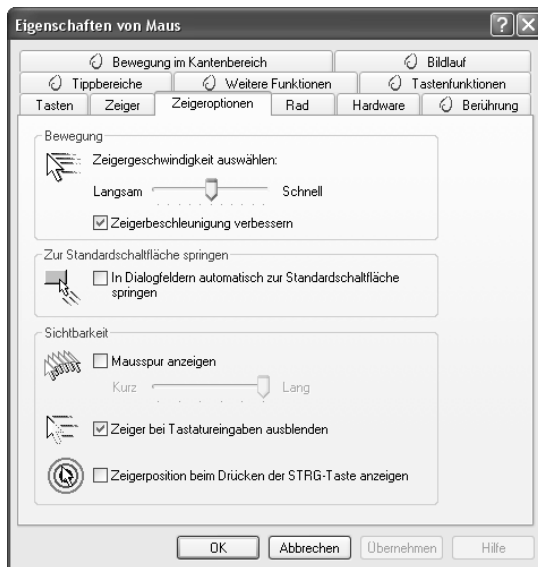 Eigenschaften von Maus
Bewegung im Kantenbereich Bildlauf
Tippbereiche Weitere Funktionen Tastenfunktionen
Tasten Zeiger Zeigeroptionen Rad Hardware Berührung
Bewegung
Zeigergeschwindigkeit auswählen:
Langsam Schnell
Zeigerbeschleunigung verbessern
Zur Standardschaltfläche springen
In Dialogfeldern automatisch zur Standardschaltfläche
springen
Sichtbarkeit
Mausspur anzeigen
Kurz Lang
Zeiger bei Tastatureingaben ausblenden
Zeigerposition beim Drücken der STRG-Taste anzeigen
OK Abbrechen Übernehmen Hilfe